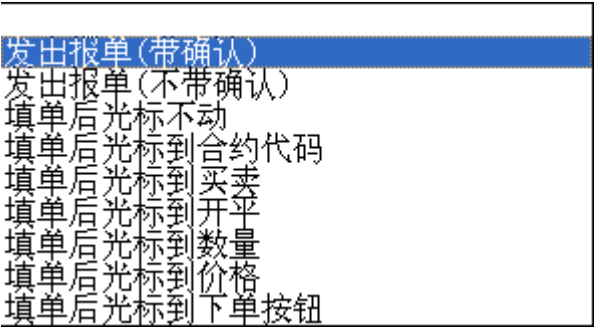 发出报单(带确认)
发出报单(不带确认)
填单后光标不动
填单后光标到合约代码
填单后光标到买卖
填单后光标到开平
填单后光标到数量
填单后光标到价格
填单后光标到下单按钮